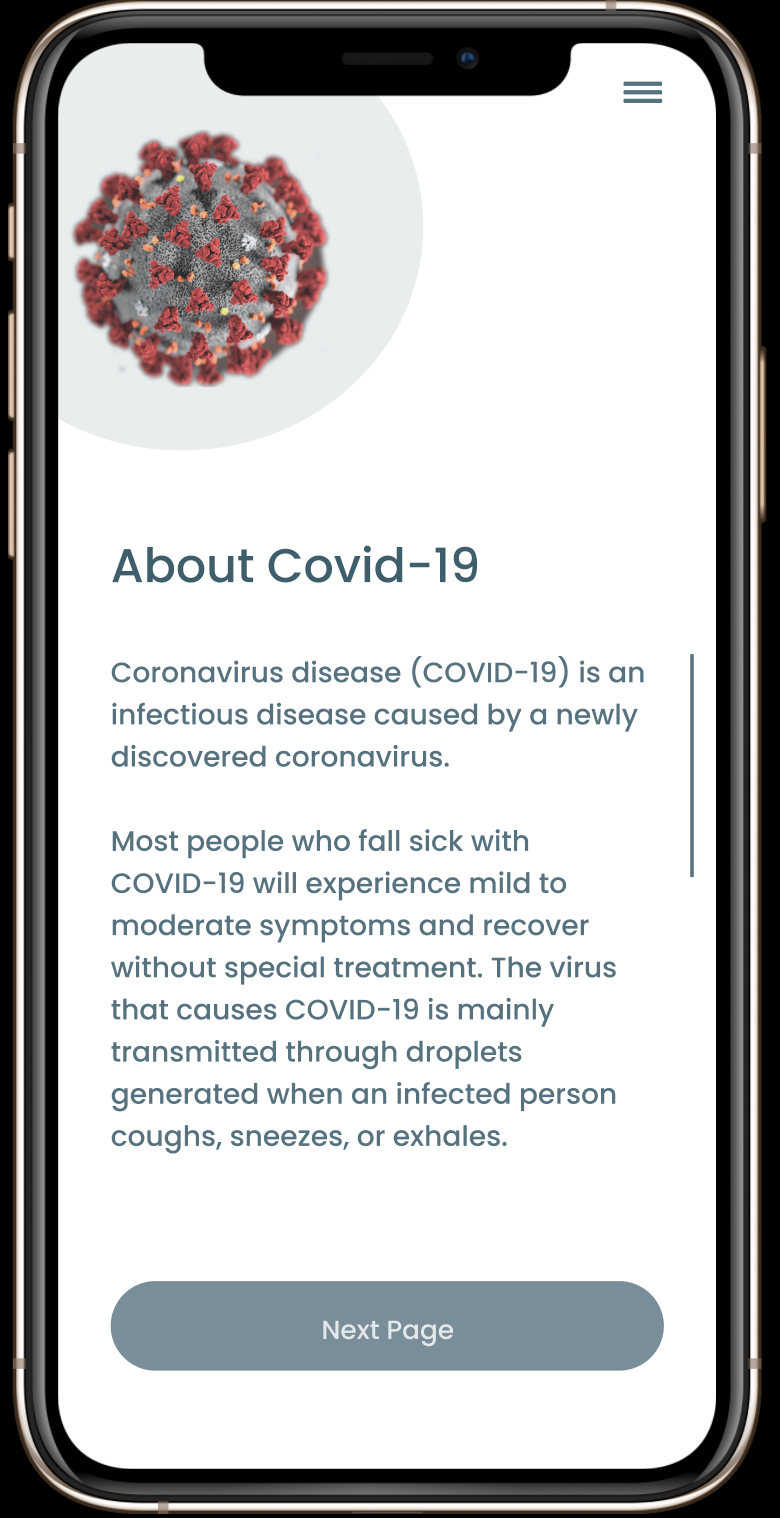 About Covid-19
Coronavirus disease (COVID-19) is an
infectious disease caused by a newly
discovered coronavirus.
Most people who fall sick with
COVID-19 will experience mild to
moderate symptoms and recover
without special treatment. The virus
that causes COVID-19 is mainly
transmitted through droplets
generated when an infected person
coughs, sneezes, or exhales.
Next Page